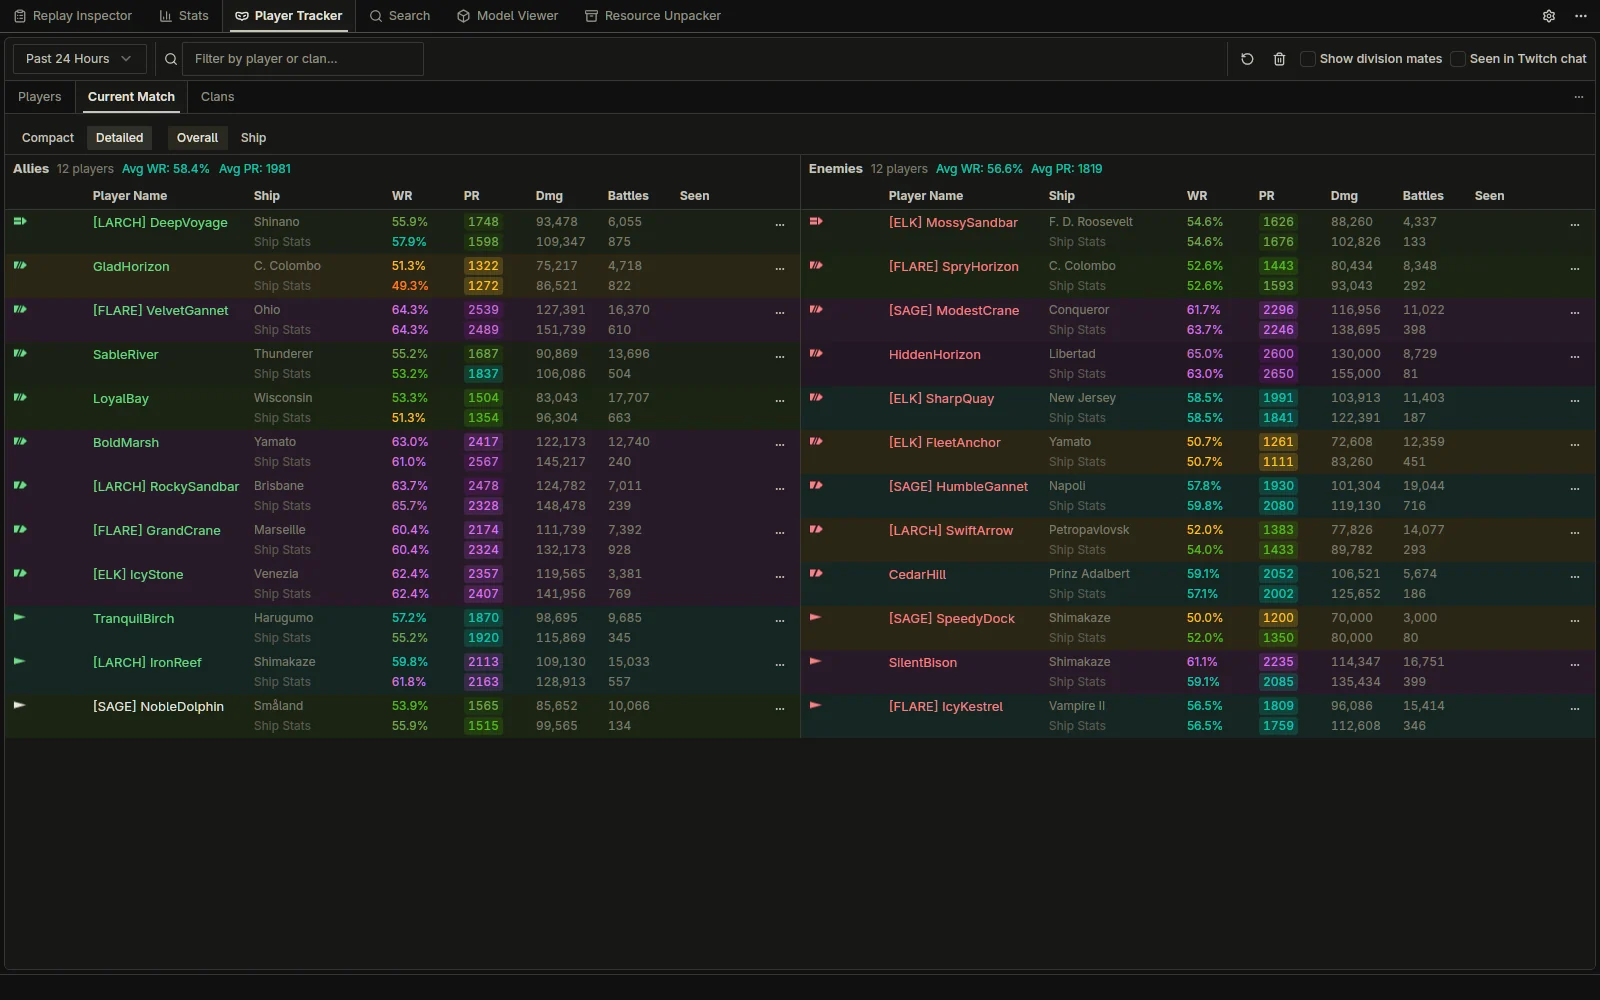 Replay Inspector Stats Player Tracker Search Model Viewer Resource Unpacker
Past 24 Hours Filter by player or clan... Show division mates Seen in Twitch chat
Players Current Match Clans
Compact Detailed Overall Ship
Allies 12 players Avg WR: 58.4% Avg PR: 1981
Player Name Ship WR PR Dmg Battles Seen
[LARCH] DeepVoyage Shinano 55.9% 1748 93,478 6,055 ...
Ship Stats 57.9% 1598 109,347 875
GladHorizon C. Colombo 51.3% 1322 75,217 4,718 ...
Ship Stats 49.3% 1272 86,521 822
[FLARE] VelvetGannet Ohio 64.3% 2539 127,391 16,370 ...
Ship Stats 64.3% 2489 151,739 610
SableRiver Thunderer 55.2% 1687 90,869 13,696 ...
Ship Stats 53.2% 1837 106,086 504
LoyalBay Wisconsin 53.3% 1504 83,043 17,707 ...
Ship Stats 51.3% 1354 96,304 663
BoldMarsh Yamato 63.0% 2417 122,173 12,740 ...
Ship Stats 61.0% 2567 145,217 240
[LARCH] RockySandbar Brisbane 63.7% 2478 124,782 7,011 ...
Ship Stats 65.7% 2328 148,478 239
[FLARE] GrandCrane Marseille 60.4% 2174 111,739 7,392 ...
Ship Stats 60.4% 2324 132,173 928
[ELK] IcyStone Venezia 62.4% 2357 119,565 3,381 ...
Ship Stats 62.4% 2407 141,956 769
TranquilBirch Harugumo 57.2% 1870 98,695 9,685 ...
Ship Stats 55.2% 1920 115,869 345
[LARCH] IronReef Shimakaze 59.8% 2113 109,130 15,033 ...
Ship Stats 61.8% 2163 128,913 557
[SAGE] NobleDolphin Småland 53.9% 1565 85,652 10,066 ...
Ship Stats 55.9% 1515 99,565 134
Enemies 12 players Avg WR: 56.6% Avg PR: 1819
Player Name Ship WR PR Dmg Battles Seen
[ELK] MossySandbar F. D. Roosevelt 54.6% 1626 88,260 4,337 ...
Ship Stats 54.6% 1676 102,826 133
[FLARE] SpryHorizon C. Colombo 52.6% 1443 80,434 8,348 ...
Ship Stats 52.6% 1593 93,043 292
[SAGE] ModestCrane Conqueror 61.7% 2296 116,956 11,022 ...
Ship Stats 63.7% 2246 138,695 398
HiddenHorizon Libertad 65.0% 2600 130,000 8,729 ...
Ship Stats 63.0% 2650 155,000 81
[ELK] SharpQuay New Jersey 58.5% 1991 103,913 11,403 ...
Ship Stats 58.5% 1841 122,391 187
[ELK] FleetAnchor Yamato 50.7% 1261 72,608 12,359 ...
Ship Stats 50.7% 1111 83,260 451
[SAGE] HumbleGannet Napoli 57.8% 1930 101,304 19,044 ...
Ship Stats 59.8% 2080 119,130 716
[LARCH] SwiftArrow Petropavlovsk 52.0% 1383 77,826 14,077 ...
Ship Stats 54.0% 1433 89,782 293
CedarHill Prinz Adalbert 59.1% 2052 106,521 5,674 ...
Ship Stats 57.1% 2002 125,652 186
[SAGE] SpeedyDock Shimakaze 50.0% 1200 70,000 3,000 ...
Ship Stats 52.0% 1350 80,000 80
SilentBison Shimakaze 61.1% 2235 114,347 16,751 ...
Ship Stats 59.1% 2085 135,434 399
[FLARE] IcyKestrel Vampire II 56.5% 1809 96,086 15,414 ...
Ship Stats 56.5% 1759 112,608 346